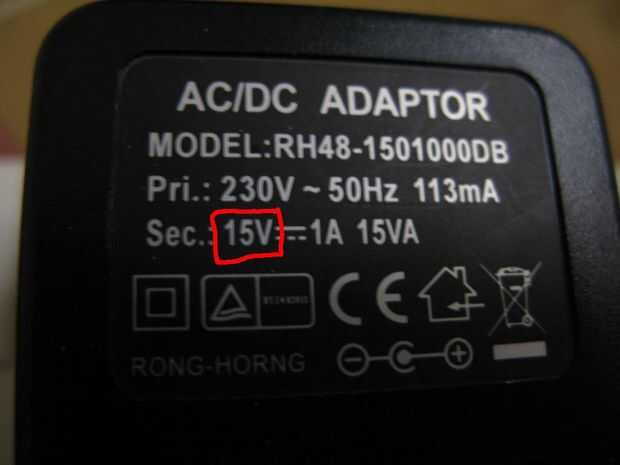 AC/DC ADAPTOR
MODEL:RH48-1501000DB
Pri.: 230V ~ 50Hz 113mA
Sec.: 15V⎓1A 15VA
CE
RONG-HORNG